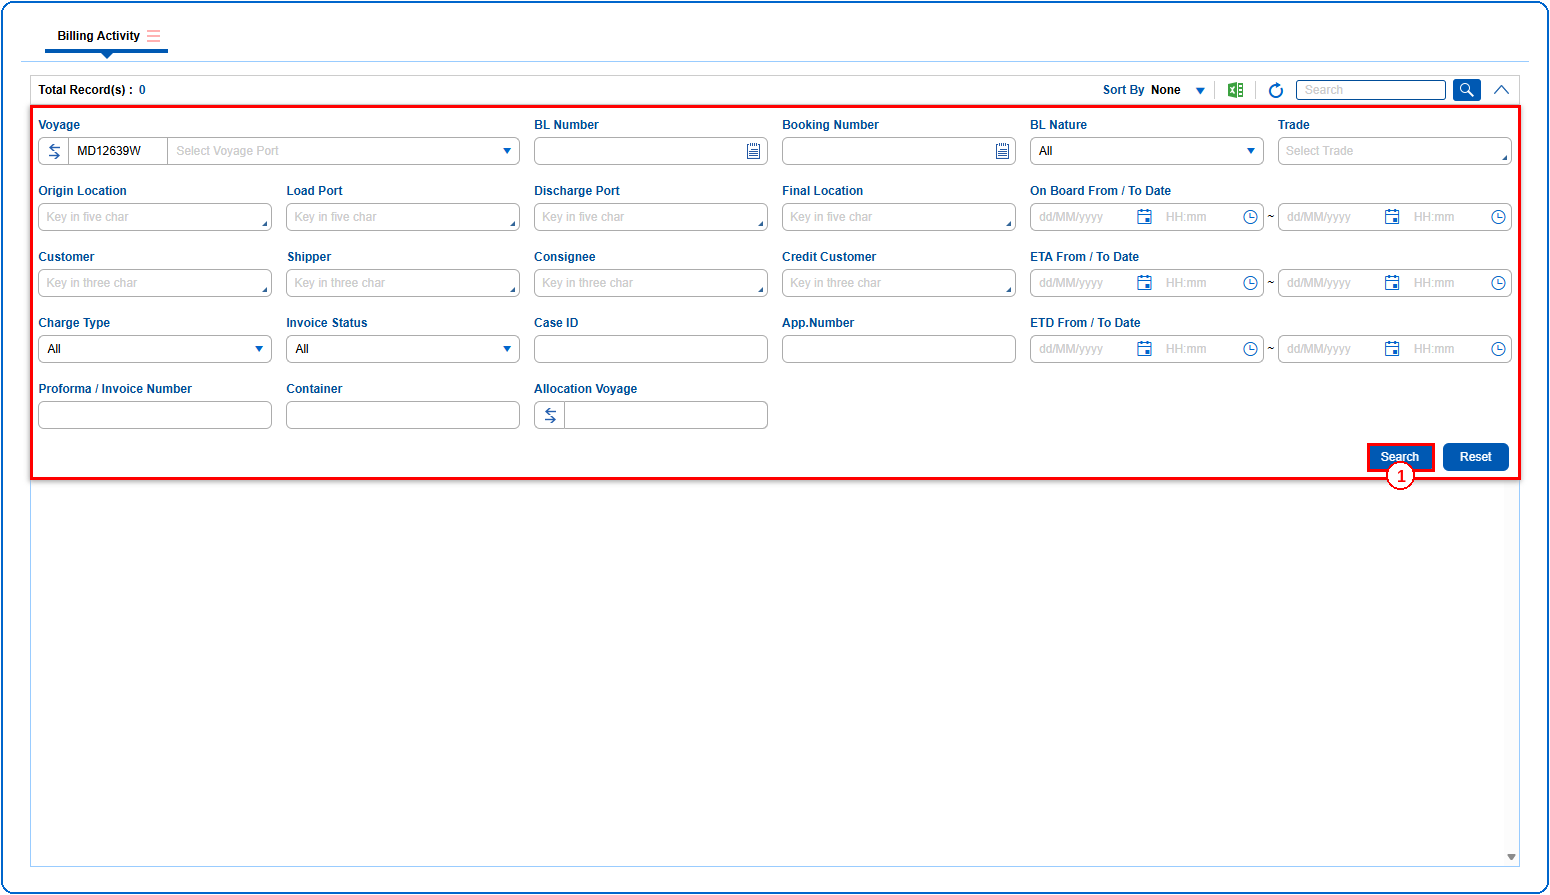 Billing Activity
Total Record(s) : 0
Sort By None
Search
Voyage
BL Number
Booking Number
BL Nature
Trade
MD12639W
Select Voyage Port
All
Select Trade
Origin Location
Load Port
Discharge Port
Final Location
On Board From / To Date
Key in five char
Key in five char
Key in five char
Key in five char
dd/MM/yyyy HH:mm ~ dd/MM/yyyy HH:mm
Customer
Shipper
Consignee
Credit Customer
ETA From / To Date
Key in three char
Key in three char
Key in three char
Key in three char
dd/MM/yyyy HH:mm ~ dd/MM/yyyy HH:mm
Charge Type
Invoice Status
Case ID
App.Number
ETD From / To Date
All
All
dd/MM/yyyy HH:mm ~ dd/MM/yyyy HH:mm
Proforma / Invoice Number
Container
Allocation Voyage
Search
Reset
1